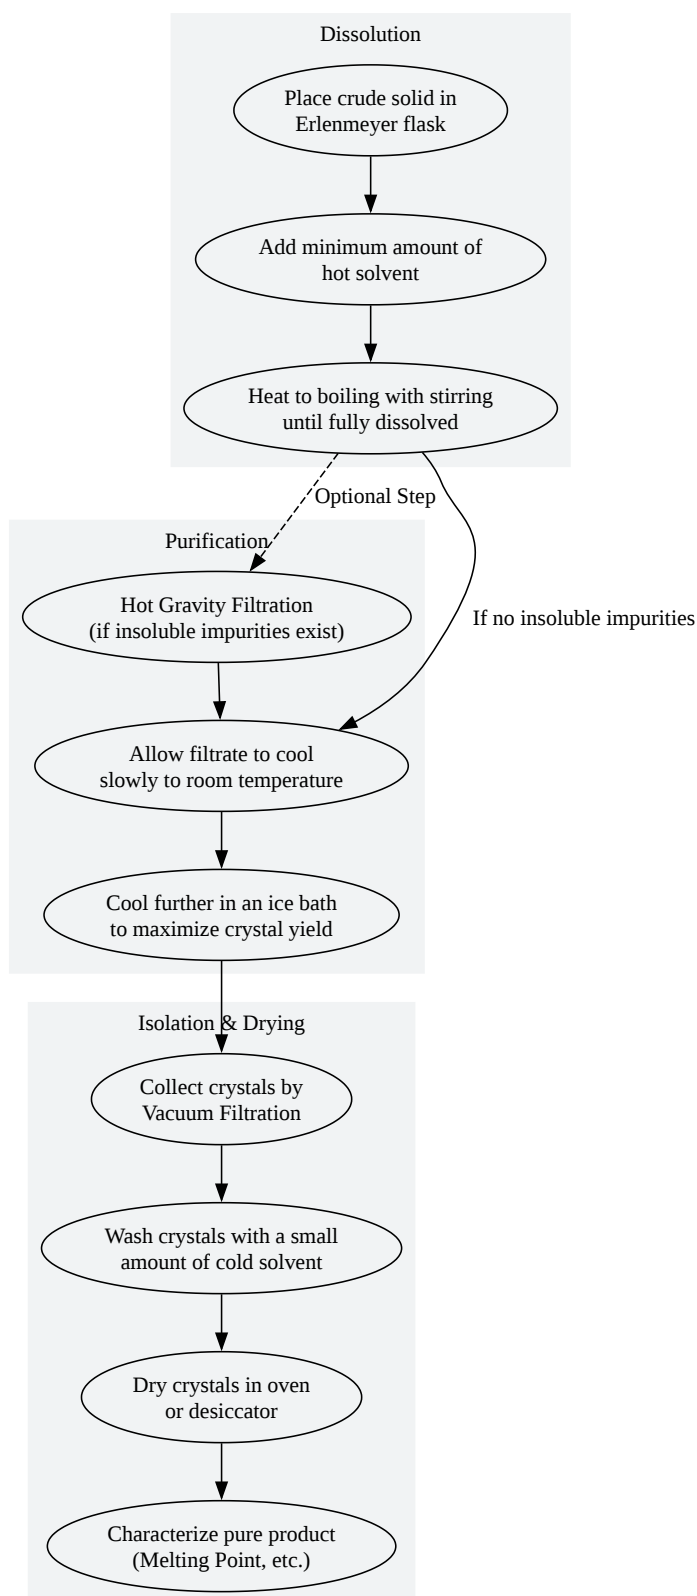 Dissolution
Place crude solid in
Erlenmeyer flask
Add minimum amount of
hot solvent
Heat to boiling with stirring
until fully dissolved
Optional Step
Purification
Hot Gravity Filtration
(if insoluble impurities exist)
If no insoluble impurities
Allow filtrate to cool
slowly to room temperature
Cool further in an ice bath
to maximize crystal yield
Isolation & Drying
Collect crystals by
Vacuum Filtration
Wash crystals with a small
amount of cold solvent
Dry crystals in oven
or desiccator
Characterize pure product
(Melting Point, etc.)